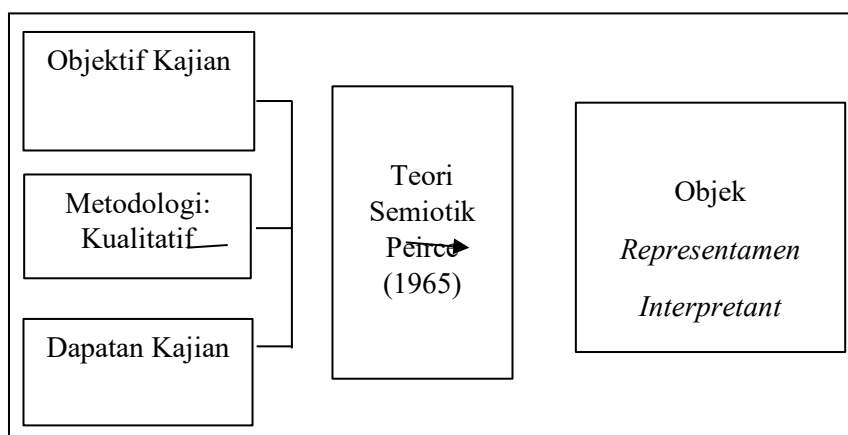 Objektif Kajian
Metodologi:
Kualitatif
Dapatan Kajian
Teori
Semiotik
Peirce
(1965)
Objek
Representamen
Interpretant